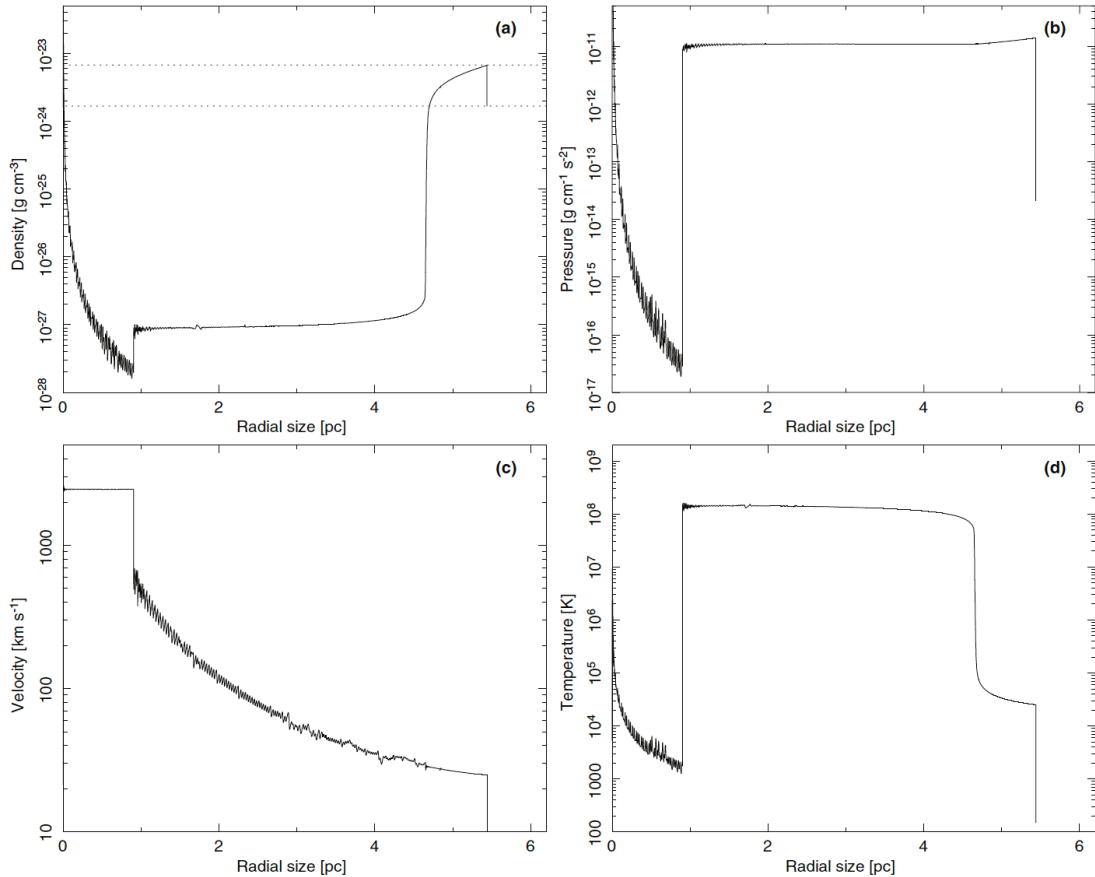 (a)
10⁻²³
10⁻²⁴
10⁻²⁵
10⁻²⁶
10⁻²⁷
10⁻²⁸
Density [g cm⁻³]
0 2 4 6
Radial size [pc]
(b)
10⁻¹¹
10⁻¹²
10⁻¹³
10⁻¹⁴
10⁻¹⁵
10⁻¹⁶
10⁻¹⁷
Pressure [g cm⁻¹ s⁻²]
0 2 4 6
Radial size [pc]
(c)
1000
100
10
Velocity [km s⁻¹]
0 2 4 6
Radial size [pc]
(d)
10⁹
10⁸
10⁷
10⁶
10⁵
10⁴
1000
100
Temperature [K]
0 2 4 6
Radial size [pc]